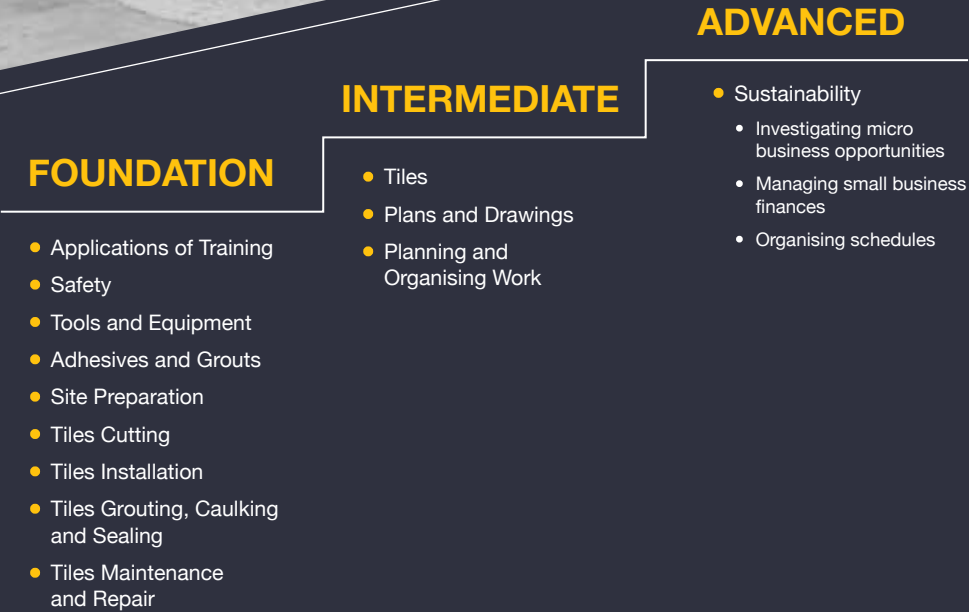 FOUNDATION
Applications of Training
Safety
Tools and Equipment
Adhesives and Grouts
Site Preparation
Tiles Cutting
Tiles Installation
Tiles Grouting, Caulking
and Sealing
Tiles Maintenance
and Repair
INTERMEDIATE
Tiles
Plans and Drawings
Planning and
Organising Work
ADVANCED
Sustainability
Investigating micro
business opportunities
Managing small business
finances
Organising schedules